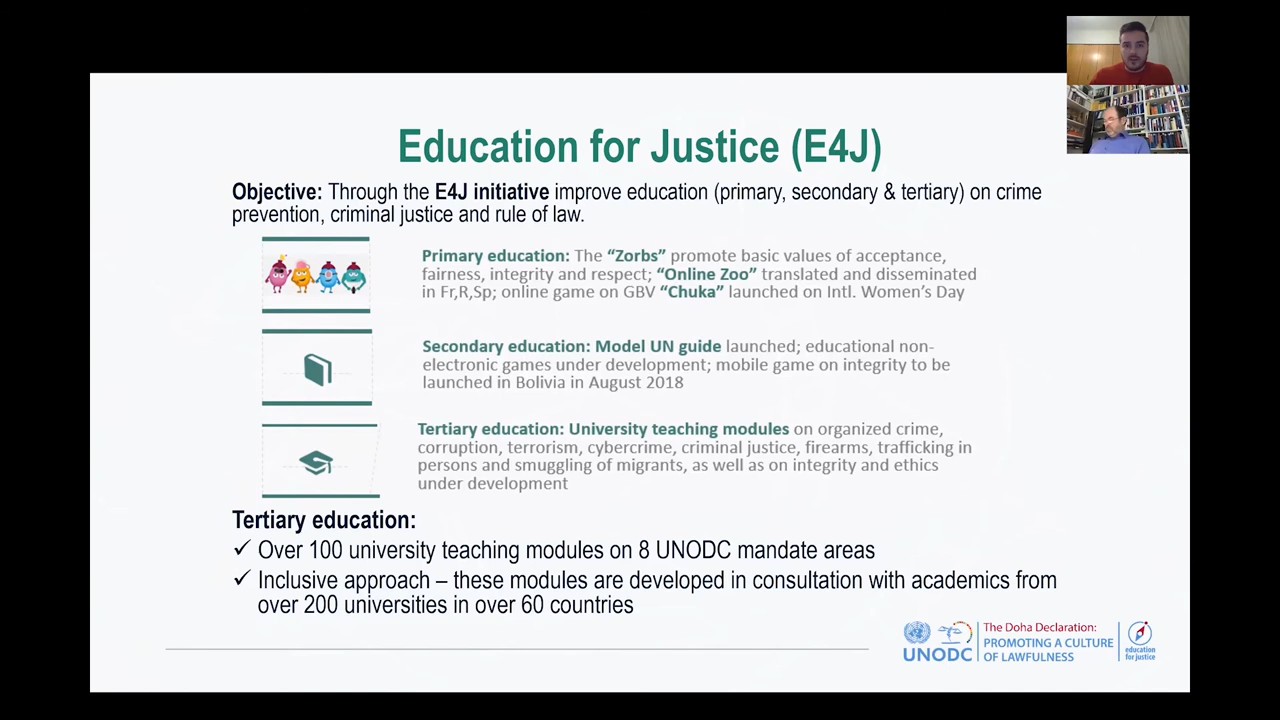 Education for Justice (E4J)
Objective: Through the E4J initiative improve education (primary, secondary & tertiary) on crime
prevention, criminal justice and rule of law.
Primary education: The “Zorbs” promote basic values of acceptance,
fairness, integrity and respect; “Online Zoo” translated and disseminated
in Fr,R,Sp; online game on GBV “Chuka” launched on Intl. Women’s Day
Secondary education: Model UN guide launched; educational non-
electronic games under development; mobile game on integrity to be
launched in Bolivia in August 2018
Tertiary education: University teaching modules on organized crime,
corruption, terrorism, cybercrime, criminal justice, firearms, trafficking in
persons and smuggling of migrants, as well as on integrity and ethics
under development
Tertiary education:
✓ Over 100 university teaching modules on 8 UNODC mandate areas
✓ Inclusive approach – these modules are developed in consultation with academics from
over 200 universities in over 60 countries
UNODC
The Doha Declaration:
PROMOTING A CULTURE
OF LAWFULNESS
education
for justice